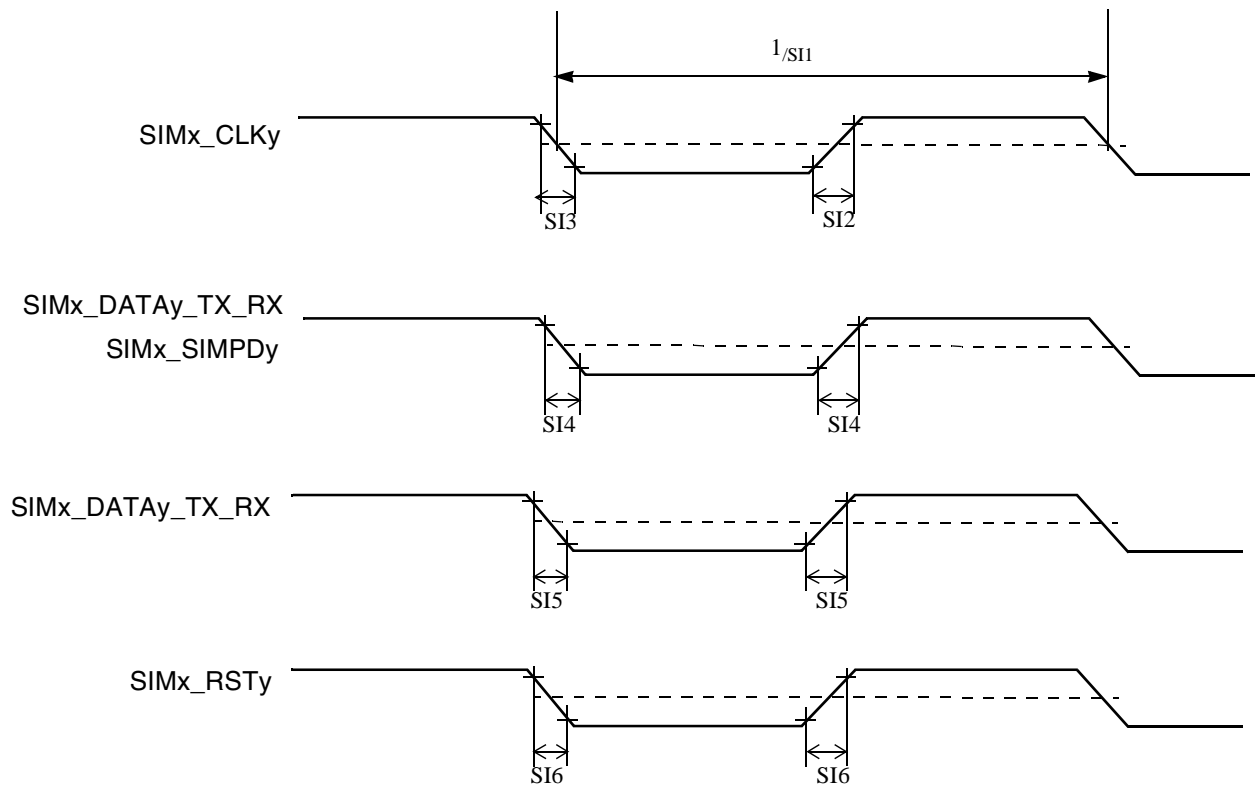 1/SI1
SIMx_CLKy
SI3
SI2
SIMx_DATAy_TX_RX
SIMx_SIMPDy
SI4
SI4
SIMx_DATAy_TX_RX
SI5
SI5
SIMx_RSTy
SI6
SI6